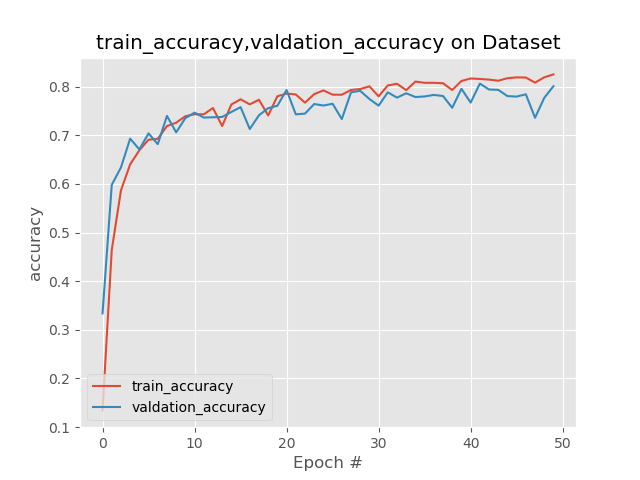 train_accuracy,valdation_accuracy on Dataset
accuracy
0.8
0.7
0.6
0.5
0.4
0.3
0.2
0.1
train_accuracy
valdation_accuracy
0 10 20 30 40 50
Epoch #